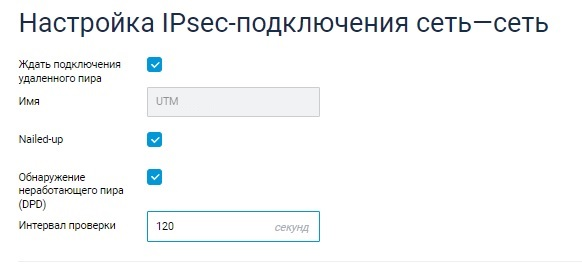 Настройка IPsec-подключения сеть—сеть
Ждать подключения
удаленного пира
Имя
UTM
Nailed-up
Обнаружение
неработающего пира
(DPD)
Интервал проверки
120 секунд